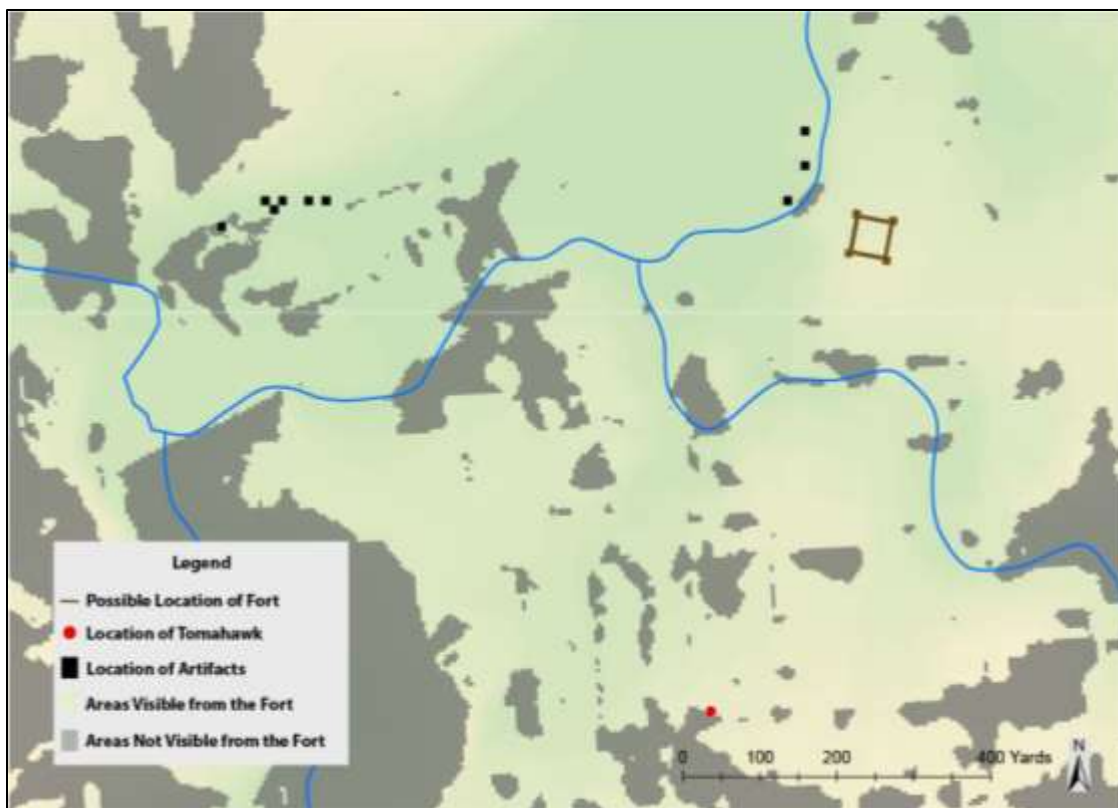 Legend
Possible Location of Fort
Location of Tomahawk
Location of Artifacts
Areas Visible from the Fort
Areas Not Visible from the Fort
0 100 200 400 Yards
N